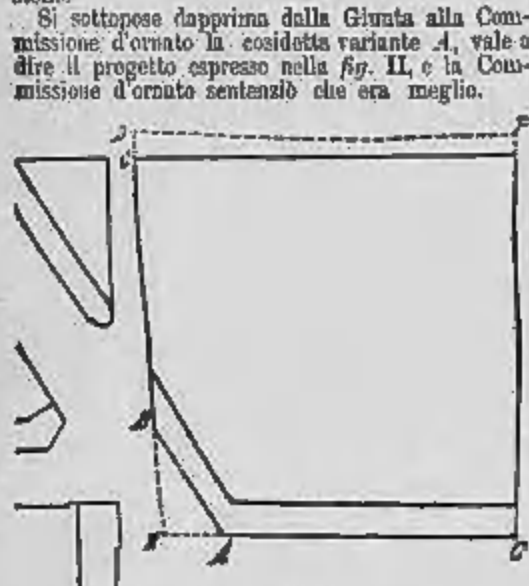 Si sottopose dapprima dalla Giunta alla Com-
missione d'ornato la cosidetta variante A, vale a
dire il progetto espresso nella fig. II, e la Com-
missione d'ornato sentenziò che era meglio.
A